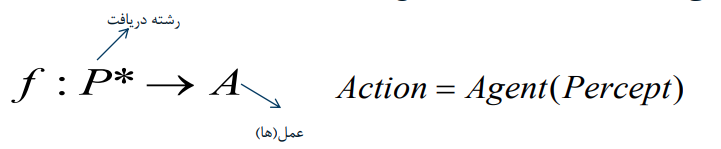 رشته دریافت
f : P* → A
Action = Agent(Percept)
عمل(ها)